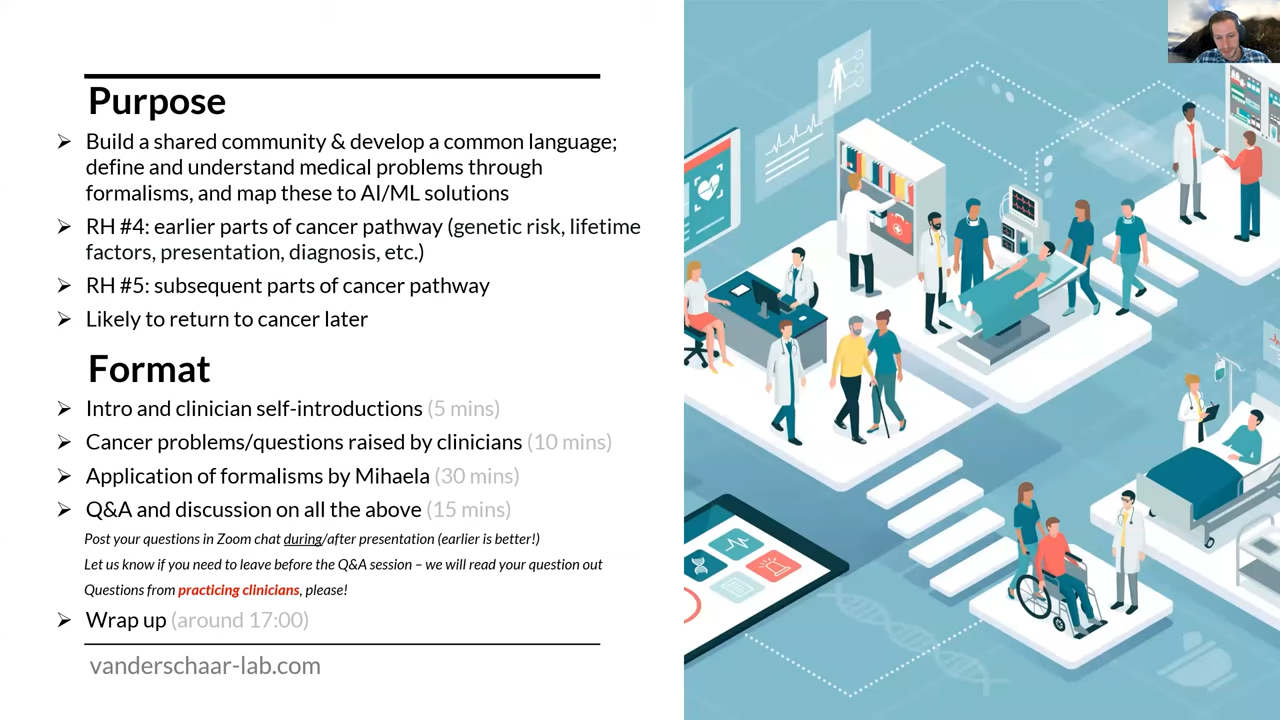 Purpose
Build a shared community & develop a common language;
define and understand medical problems through
formalisms, and map these to AI/ML solutions
RH #4: earlier parts of cancer pathway (genetic risk, lifetime
factors, presentation, diagnosis, etc.)
RH #5: subsequent parts of cancer pathway
Likely to return to cancer later
Format
Intro and clinician self-introductions (5 mins)
Cancer problems/questions raised by clinicians (10 mins)
Application of formalisms by Mihaela (30 mins)
Q&A and discussion on all the above (15 mins)
Post your questions in Zoom chat during/after presentation (earlier is better!)
Let us know if you need to leave before the Q&A session – we will read your question out
Questions from practicing clinicians, please!
Wrap up (around 17:00)
vanderschaar-lab.com